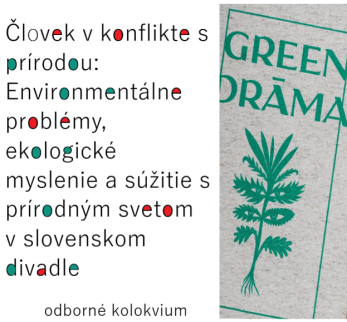 Človek v konflikte s
prírodou:
Environmentálne
problémy,
ekologické
myslenie a súžitie s
prírodným svetom
v slovenskom
divadle
odborné kolokvium
GREEN
DRĀMA